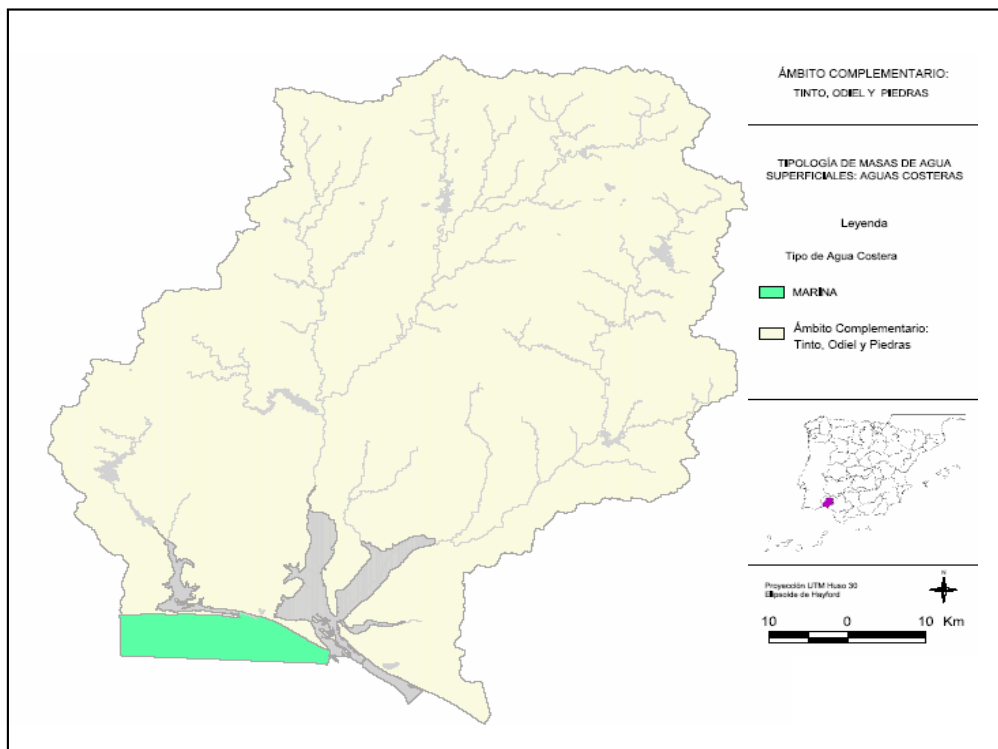 ÁMBITO COMPLEMENTARIO:
TINTO, ODIEL Y PIEDRAS
TIPOLOGÍA DE MASAS DE AGUA
SUPERFICIALES: AGUAS COSTERAS
Leyenda
Tipo de Agua Costera
MARINA
Ámbito Complementario:
Tinto, Odiel y Piedras
Proyección UTM Huso 30
Elipsoide de Hayford
N
10 0 10 Km